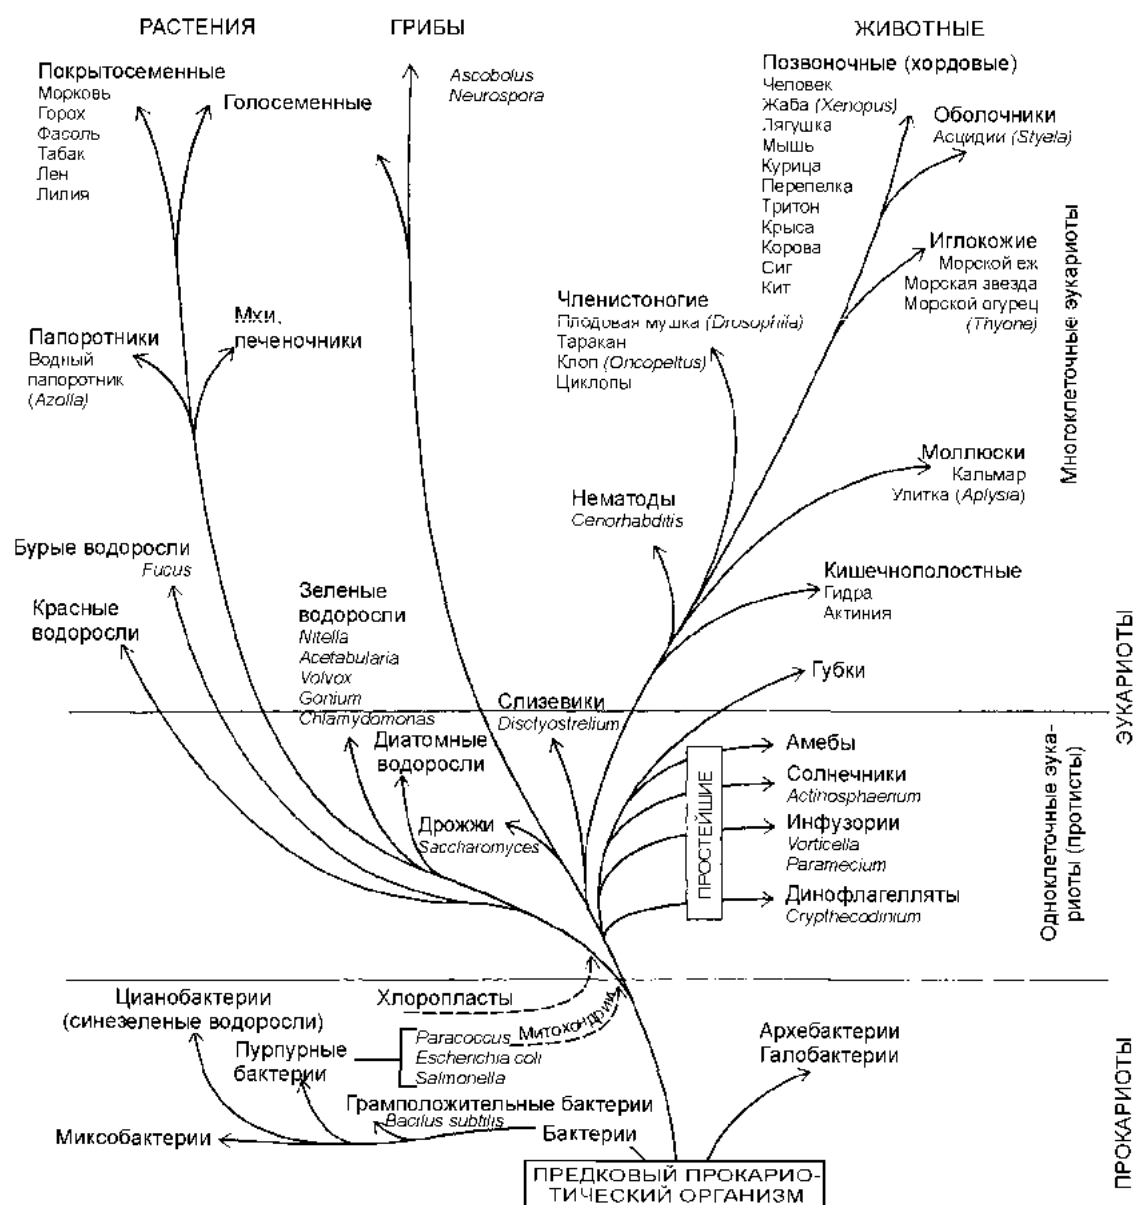 РАСТЕНИЯ
ГРИБЫ
ЖИВОТНЫЕ
Покрытосеменные
Морковь
Горох
Фасоль
Табак
Лен
Лилия
Голосеменные
Ascobolus
Neurospora
Позвоночные (хордовые)
Человек
Жаба (Xenopus)
Лягушка
Мышь
Курица
Перепелка
Тритон
Крыса
Корова
Сиг
Кит
Оболочники
Асцидии (Styela)
Иглокожие
Морской еж
Морская звезда
Морской огурец
(Thyone)
Членистоногие
Плодовая мушка (Drosophila)
Таракан
Клоп (Oncopeltus)
Циклопы
Папоротники
Водный
папоротник
(Azolla)
Мхи,
печеночники
Моллюски
Кальмар
Улитка (Aplysia)
Нематоды
Cenorhabditis
Кишечнополостные
Гидра
Актиния
Губки
Бурые водоросли
Fucus
Красные
водоросли
Зеленые
водоросли
Nitella
Acetabularia
Volvox
Gonium
Chlamydomonas
Диатомные
водоросли
Слизевики
Disctyostrelium
Дрожжи
Saccharomyces
ПРОСТЕЙШИЕ
Амебы
Солнечники
Actinosphaerium
Инфузории
Vorticella
Paramecium
Динофлагелляты
Crypthecodinium
Многоклеточные эукариоты
Одноклеточные эука-
риоты (протисты)
ЭУКАРИОТЫ
ПРОКАРИОТЫ
Цианобактерии
(синезеленые водоросли)
Хлоропласты
Митохондрии
Пурпурные
бактерии
Paracoccus
Escherichia coli
Salmonella
Архебактерии
Галобактерии
Грамположительные бактерии
Bacilus subtilis
Миксобактерии
Бактерии
ПРЕДКОВЫЙ ПРОКАРИО-
ТИЧЕСКИЙ ОРГАНИЗМ